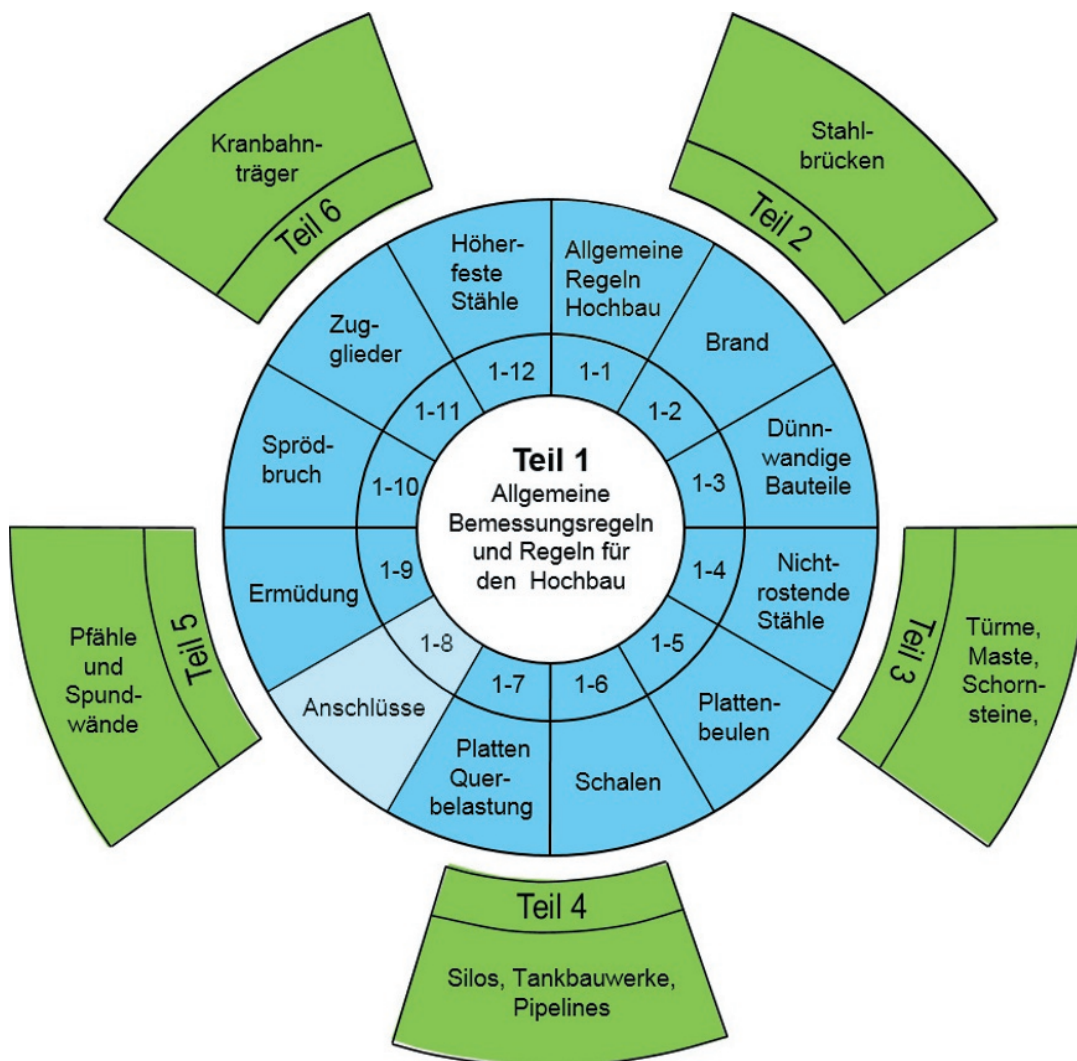 Kranbahn-
träger
Teil 6
Stahl-
brücken
Teil 2
Höher-
feste
Stähle
1-12
Allgemeine
Regeln
Hochbau
1-1
Brand
1-2
Dünn-
wandige
Bauteile
1-3
Nicht-
rostende
Stähle
1-4
Platten-
beulen
1-5
Schalen
1-6
Platten
Quer-
belastung
1-7
Anschlüsse
1-8
Ermüdung
1-9
Spröd-
bruch
1-10
Zug-
glieder
1-11
Teil 1
Allgemeine
Bemessungsregeln
und Regeln für
den Hochbau
Teil 3
Türme,
Maste,
Schorn-
steine,
Teil 4
Silos, Tankbauwerke,
Pipelines
Teil 5
Pfähle
und
Spund-
wände